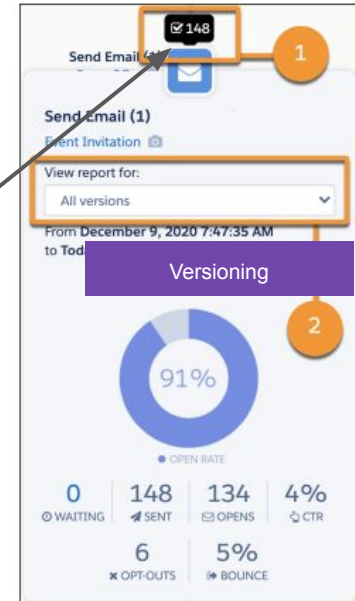 148
1
Send Email (1)
Send Email (1)
Event Invitation
View report for:
All versions
From December 9, 2020 7:47:35 AM
to
Versioning
2
91%
OPEN RATE
0 148 134 4%
WAITING SENT OPENS CTR
6 5%
OPT-OUTS BOUNCE